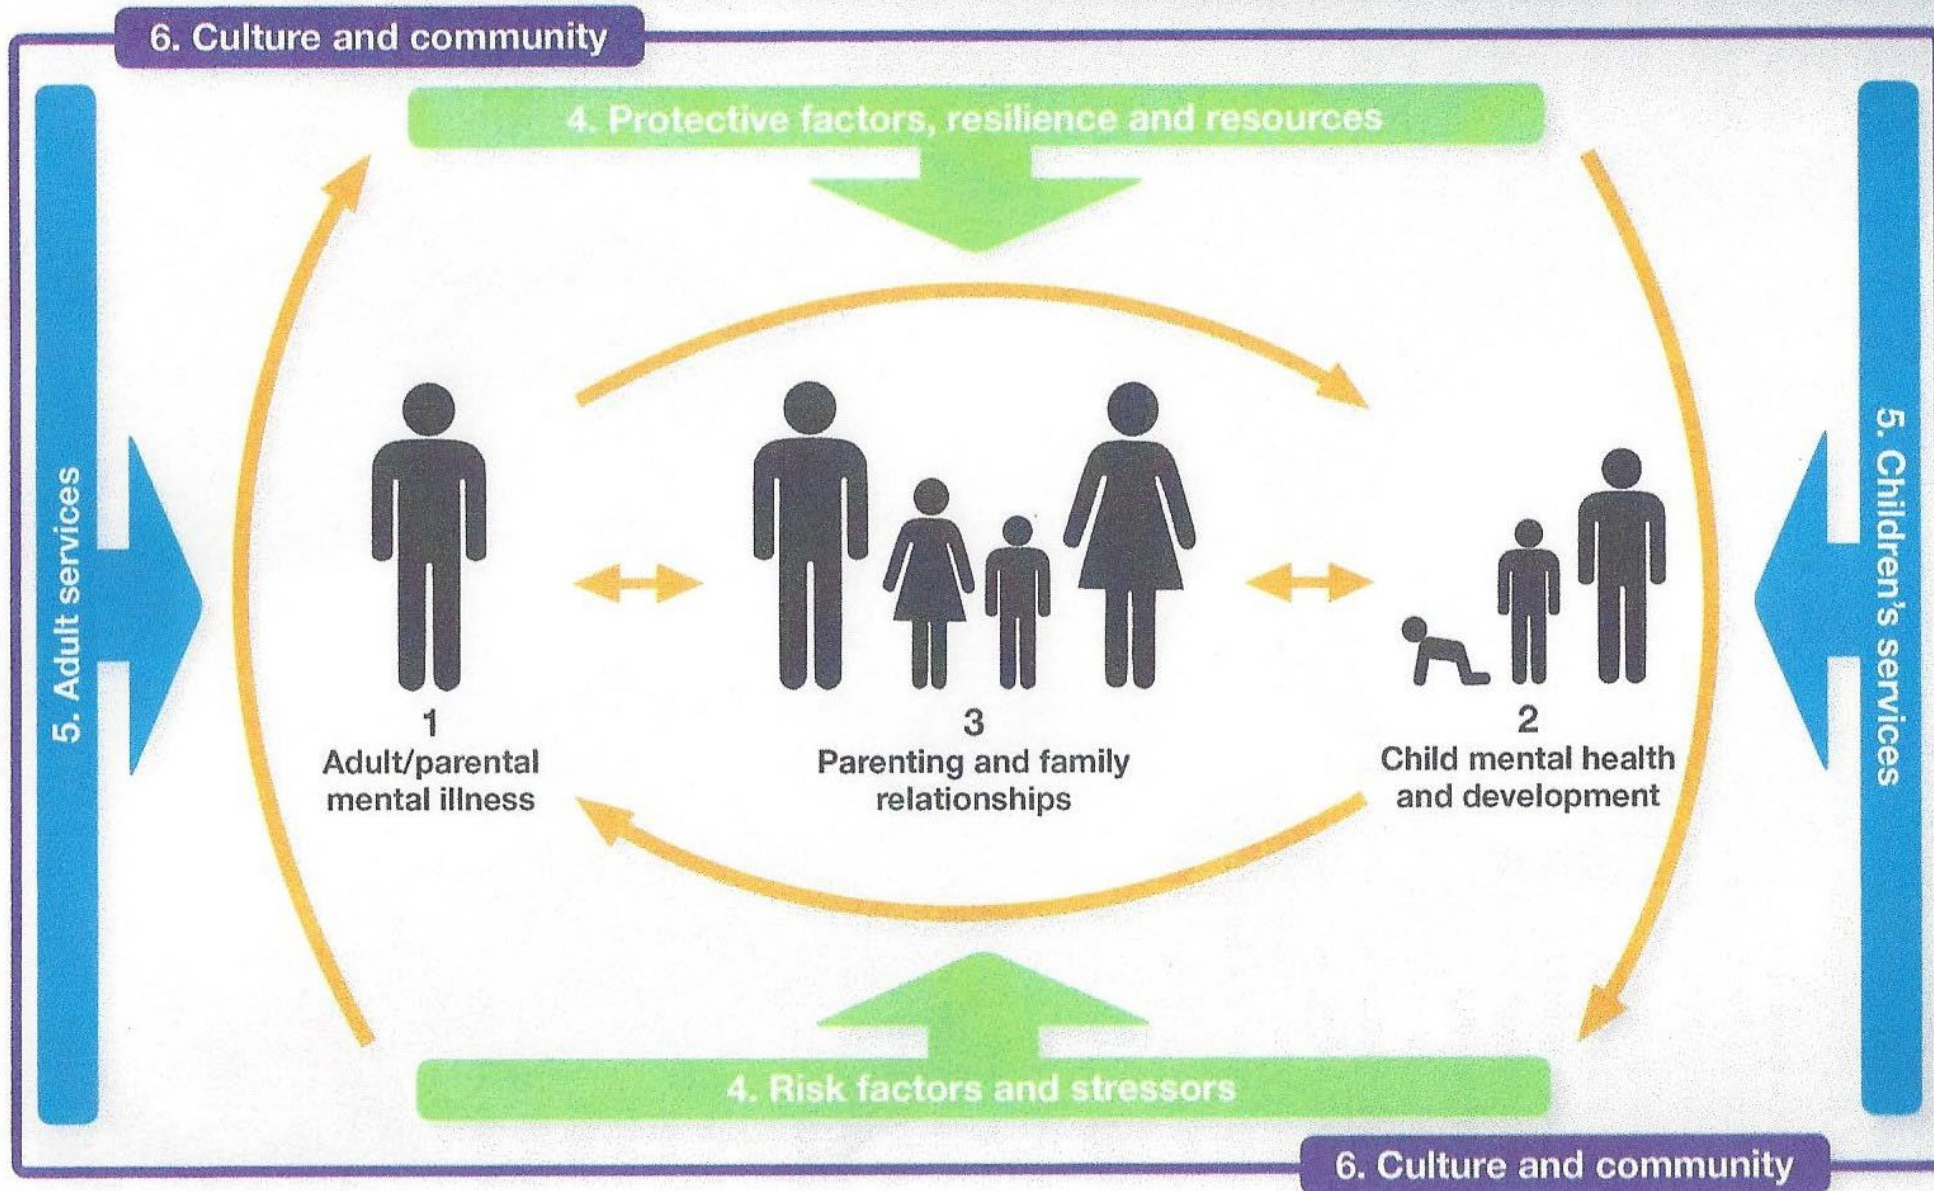 6. Culture and community
4. Protective factors, resilience and resources
5. Adult services
5. Children's services
1
Adult/parental
mental illness
3
Parenting and family
relationships
2
Child mental health
and development
4. Risk factors and stressors
6. Culture and community